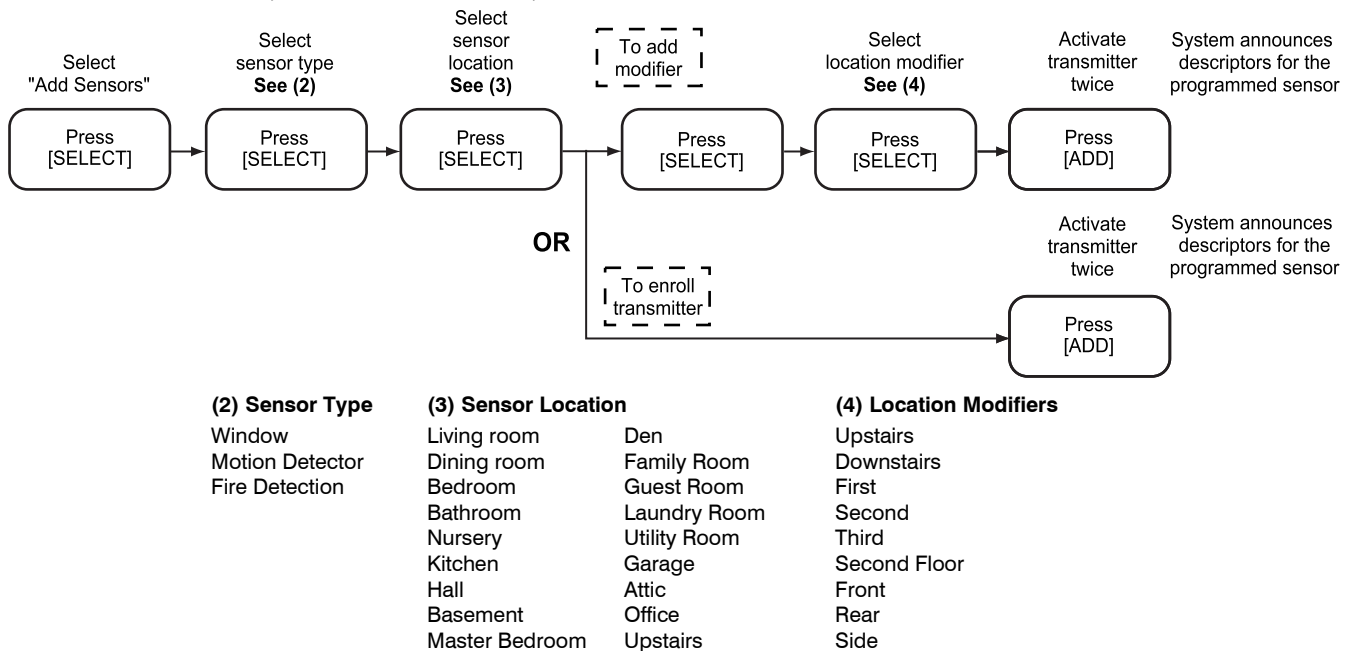 Select
"Add Sensors"
Press
[SELECT]
Select
sensor type
See (2)
Press
[SELECT]
Select
sensor
location
See (3)
Press
[SELECT]
To add
modifier
Press
[SELECT]
Select
location modifier
See (4)
Press
[SELECT]
Activate
transmitter
twice
Press
[ADD]
System announces
descriptors for the
programmed sensor
OR
To enroll
transmitter
Activate
transmitter
twice
Press
[ADD]
System announces
descriptors for the
programmed sensor
(2) Sensor Type
Window
Motion Detector
Fire Detection
(3) Sensor Location
Living room
Dining room
Bedroom
Bathroom
Nursery
Kitchen
Hall
Basement
Master Bedroom
Den
Family Room
Guest Room
Laundry Room
Utility Room
Garage
Attic
Office
Upstairs
(4) Location Modifiers
Upstairs
Downstairs
First
Second
Third
Second Floor
Front
Rear
Side